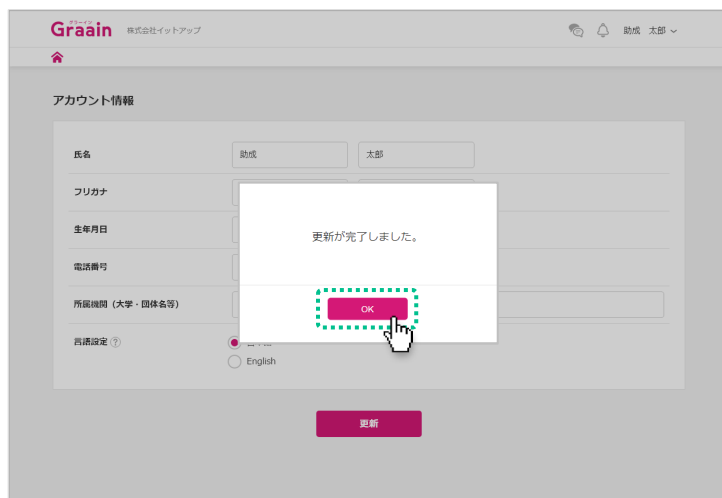 グラーイン
Graain 株式会社イットアップ 助成 太郎
アカウント情報
氏名 助成 太郎
フリガナ
生年月日
更新が完了しました。
電話番号
所属機関（大学・団体名等）
OK
言語設定 ?
English
更新